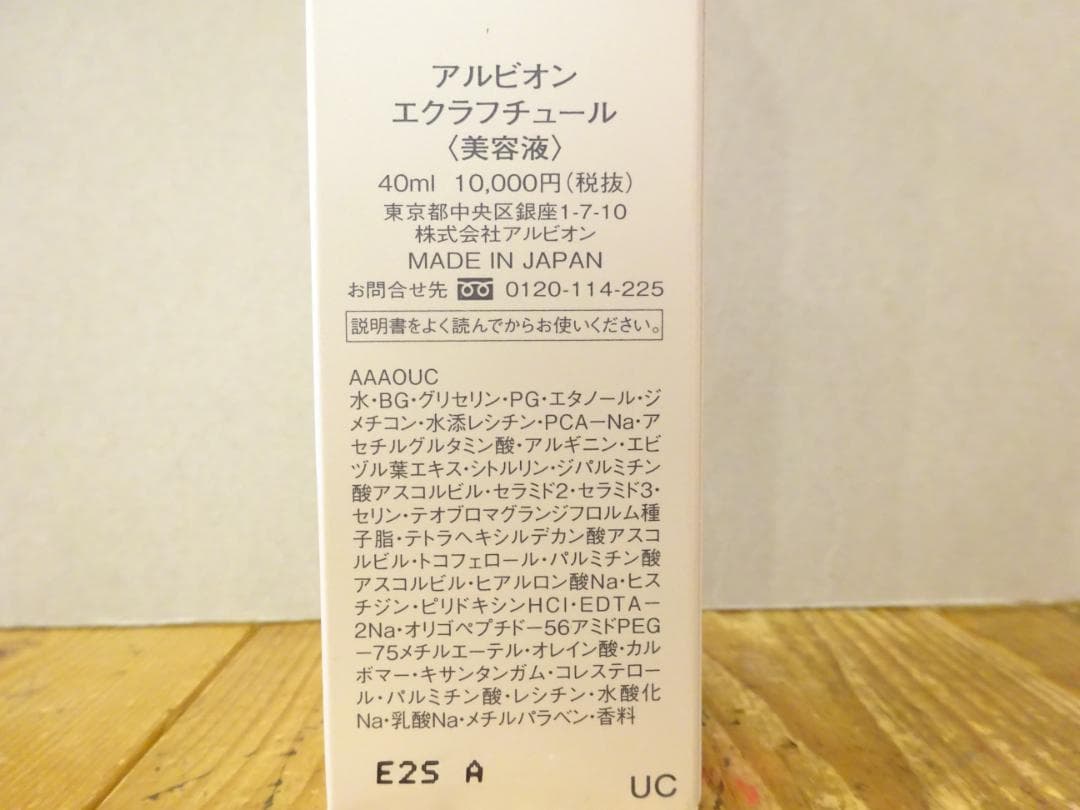 アルビオン
エクラフチュール
〈美容液〉
40ml 10,000円(税抜)
東京都中央区銀座1-7-10
株式会社アルビオン
MADE IN JAPAN
お問合せ先 0120-114-225
説明書をよく読んでからお使いください。
AAAOUC
水・BG・グリセリン・PG・エタノール・ジ
メチコン・水添レシチン・PCA-Na・ア
セチルグルタミン酸・アルギニン・エビ
ヅル葉エキス・シトルリン・ジパルミチン
酸アスコルビル・セラミド2・セラミド3・
セリン・テオブロマグランジフロルム種
子脂・テトラヘキシルデカン酸アスコ
ルビル・トコフェロール・パルミチン酸
アスコルビル・ヒアルロン酸Na・ヒス
チジン・ピリドキシンHCl・EDTA-
2Na・オリゴペプチド-56アミドPEG
-75メチルエーテル・オレイン酸・カル
ボマー・キサンタンガム・コレステロー
ル・パルミチン酸・レシチン・水酸化
Na・乳酸Na・メチルパラベン・香料
E25 A
UC